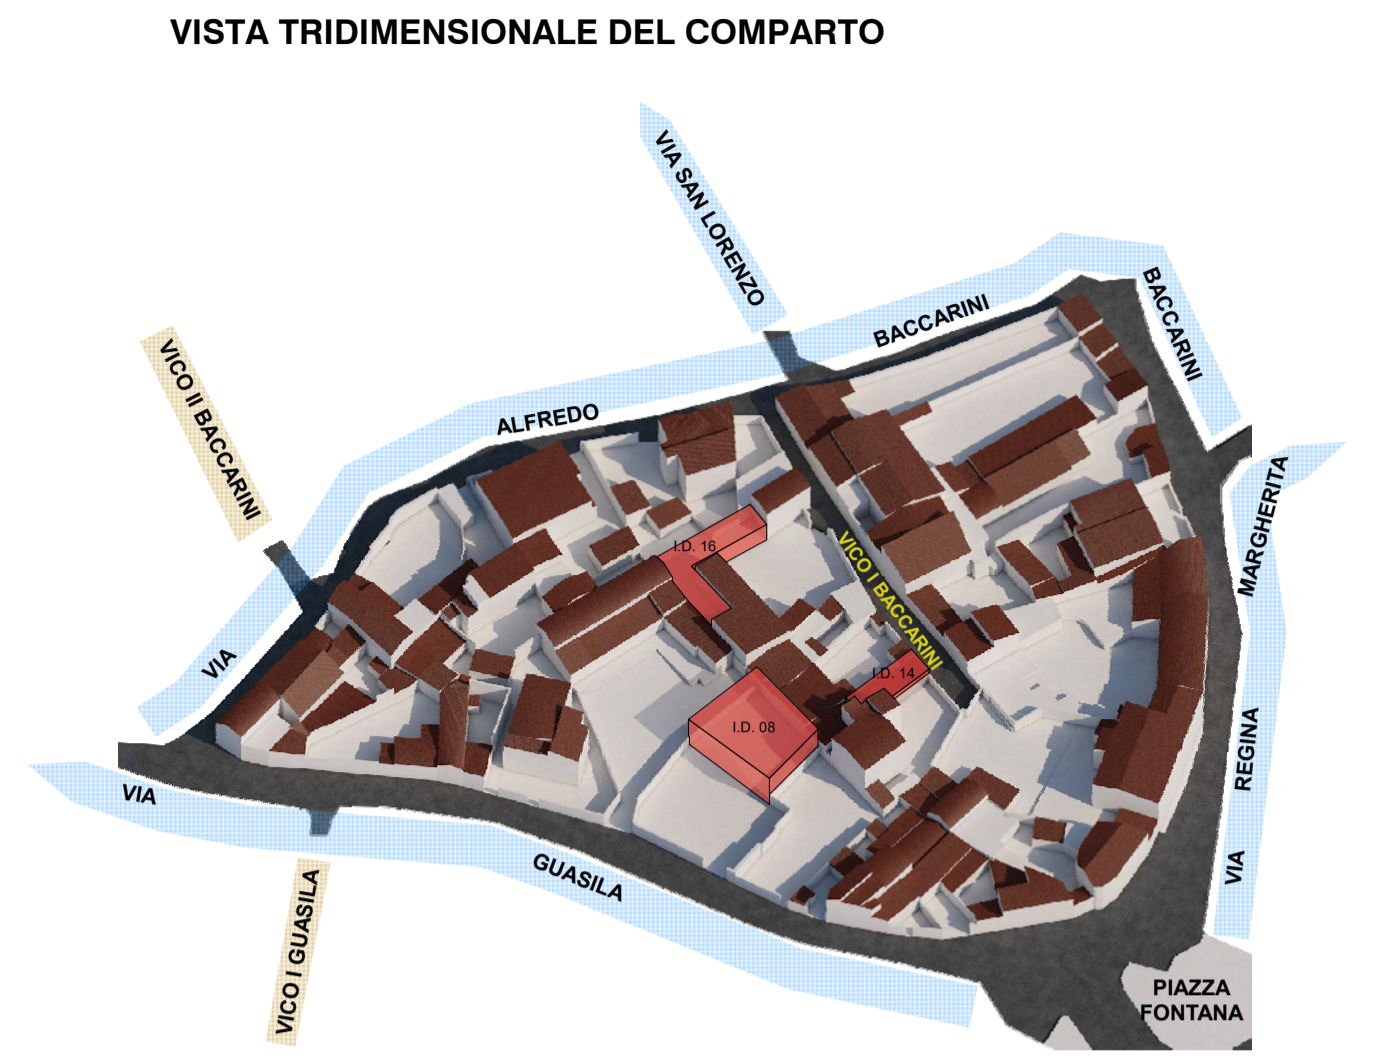 VISTA TRIDIMENSIONALE DEL COMPARTO
VIA SAN LORENZO
BACCARINI
BACCARINI
VICO II BACCARINI
ALFREDO
MARGHERITA
I.D. 16
VICO I BACCARINI
VIA
I.D. 14
I.D. 08
REGINA
VIA
VIA
GUASILA
VICO I GUASILA
PIAZZA
FONTANA